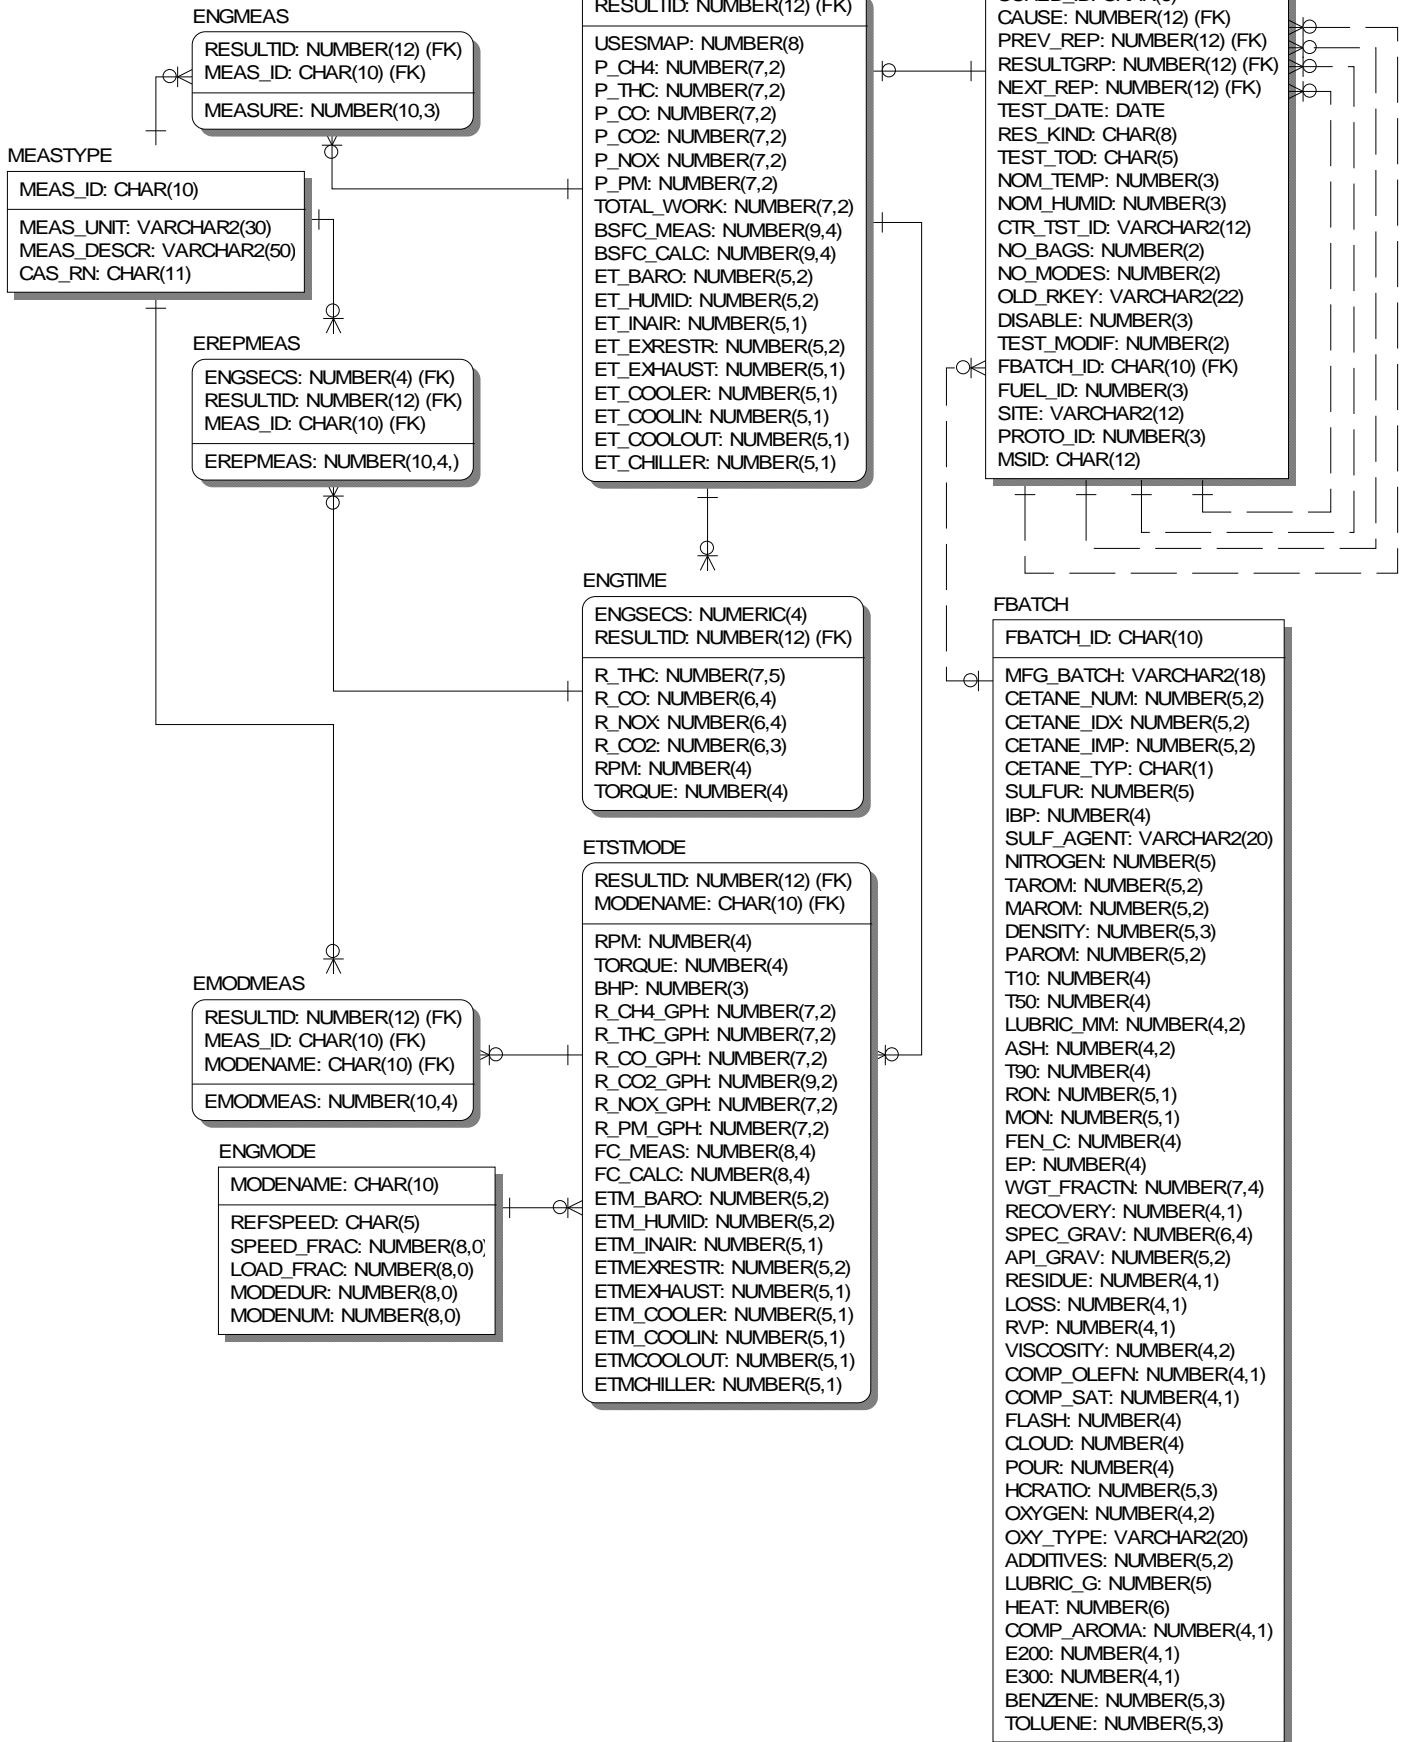 ENGMEAS
RESULTID: NUMBER(12) (FK)
MEAS_ID: CHAR(10) (FK)
MEASURE: NUMBER(10,3)
MEASTYPE
MEAS_ID: CHAR(10)
MEAS_UNIT: VARCHAR2(30)
MEAS_DESCR: VARCHAR2(50)
CAS_RN: CHAR(11)
EREPMEAS
ENGSECS: NUMBER(4) (FK)
RESULTID: NUMBER(12) (FK)
MEAS_ID: CHAR(10) (FK)
EREPMEAS: NUMBER(10,4,)
EMODMEAS
RESULTID: NUMBER(12) (FK)
MEAS_ID: CHAR(10) (FK)
MODENAME: CHAR(10) (FK)
EMODMEAS: NUMBER(10,4)
ENGMODE
MODENAME: CHAR(10)
REFSPEED: CHAR(5)
SPEED_FRAC: NUMBER(8,0)
LOAD_FRAC: NUMBER(8,0)
MODEDUR: NUMBER(8,0)
MODENUM: NUMBER(8,0)
RESULTID: NUMBER(12) (FK)
USESMAP: NUMBER(8)
P_CH4: NUMBER(7,2)
P_THC: NUMBER(7,2)
P_CO: NUMBER(7,2)
P_CO2: NUMBER(7,2)
P_NOX: NUMBER(7,2)
P_PM: NUMBER(7,2)
TOTAL_WORK: NUMBER(7,2)
BSFC_MEAS: NUMBER(9,4)
BSFC_CALC: NUMBER(9,4)
ET_BARO: NUMBER(5,2)
ET_HUMID: NUMBER(5,2)
ET_INAIR: NUMBER(5,1)
ET_EXRESTR: NUMBER(5,2)
ET_EXHAUST: NUMBER(5,1)
ET_COOLER: NUMBER(5,1)
ET_COOLIN: NUMBER(5,1)
ET_COOLOUT: NUMBER(5,1)
ET_CHILLER: NUMBER(5,1)
ENGTIME
ENGSECS: NUMERIC(4)
RESULTID: NUMBER(12) (FK)
R_THC: NUMBER(7,5)
R_CO: NUMBER(6,4)
R_NOX: NUMBER(6,4)
R_CO2: NUMBER(6,3)
RPM: NUMBER(4)
TORQUE: NUMBER(4)
ETSTMODE
RESULTID: NUMBER(12) (FK)
MODENAME: CHAR(10) (FK)
RPM: NUMBER(4)
TORQUE: NUMBER(4)
BHP: NUMBER(3)
R_CH4_GPH: NUMBER(7,2)
R_THC_GPH: NUMBER(7,2)
R_CO_GPH: NUMBER(7,2)
R_CO2_GPH: NUMBER(9,2)
R_NOX_GPH: NUMBER(7,2)
R_PM_GPH: NUMBER(7,2)
FC_MEAS: NUMBER(8,4)
FC_CALC: NUMBER(8,4)
ETM_BARO: NUMBER(5,2)
ETM_HUMID: NUMBER(5,2)
ETM_INAIR: NUMBER(5,1)
ETMEXRESTR: NUMBER(5,2)
ETMEXHAUST: NUMBER(5,1)
ETM_COOLER: NUMBER(5,1)
ETM_COOLIN: NUMBER(5,1)
ETMCOOLOUT: NUMBER(5,1)
ETMCHILLER: NUMBER(5,1)
CAUSE: NUMBER(12) (FK)
PREV_REP: NUMBER(12) (FK)
RESULTGRP: NUMBER(12) (FK)
NEXT_REP: NUMBER(12) (FK)
TEST_DATE: DATE
RES_KIND: CHAR(8)
TEST_TOD: CHAR(5)
NOM_TEMP: NUMBER(3)
NOM_HUMID: NUMBER(3)
CTR_TST_ID: VARCHAR2(12)
NO_BAGS: NUMBER(2)
NO_MODES: NUMBER(2)
OLD_RKEY: VARCHAR2(22)
DISABLE: NUMBER(3)
TEST_MODIF: NUMBER(2)
FBATCH_ID: CHAR(10) (FK)
FUEL_ID: NUMBER(3)
SITE: VARCHAR2(12)
PROTO_ID: NUMBER(3)
MSID: CHAR(12)
FBATCH
FBATCH_ID: CHAR(10)
MFG_BATCH: VARCHAR2(18)
CETANE_NUM: NUMBER(5,2)
CETANE_IDX: NUMBER(5,2)
CETANE_IMP: NUMBER(5,2)
CETANE_TYP: CHAR(1)
SULFUR: NUMBER(5)
IBP: NUMBER(4)
SULF_AGENT: VARCHAR2(20)
NITROGEN: NUMBER(5)
TAROM: NUMBER(5,2)
MAROM: NUMBER(5,2)
DENSITY: NUMBER(5,3)
PAROM: NUMBER(5,2)
T10: NUMBER(4)
T50: NUMBER(4)
LUBRIC_MM: NUMBER(4,2)
ASH: NUMBER(4,2)
T90: NUMBER(4)
RON: NUMBER(5,1)
MON: NUMBER(5,1)
FEN_C: NUMBER(4)
EP: NUMBER(4)
WGT_FRACTN: NUMBER(7,4)
RECOVERY: NUMBER(4,1)
SPEC_GRAV: NUMBER(6,4)
API_GRAV: NUMBER(5,2)
RESIDUE: NUMBER(4,1)
LOSS: NUMBER(4,1)
RVP: NUMBER(4,1)
VISCOSITY: NUMBER(4,2)
COMP_OLEFN: NUMBER(4,1)
COMP_SAT: NUMBER(4,1)
FLASH: NUMBER(4)
CLOUD: NUMBER(4)
POUR: NUMBER(4)
HCRATIO: NUMBER(5,3)
OXYGEN: NUMBER(4,2)
OXY_TYPE: VARCHAR2(20)
ADDITIVES: NUMBER(5,2)
LUBRIC_G: NUMBER(5)
HEAT: NUMBER(6)
COMP_AROMA: NUMBER(4,1)
E200: NUMBER(4,1)
E300: NUMBER(4,1)
BENZENE: NUMBER(5,3)
TOLUENE: NUMBER(5,3)